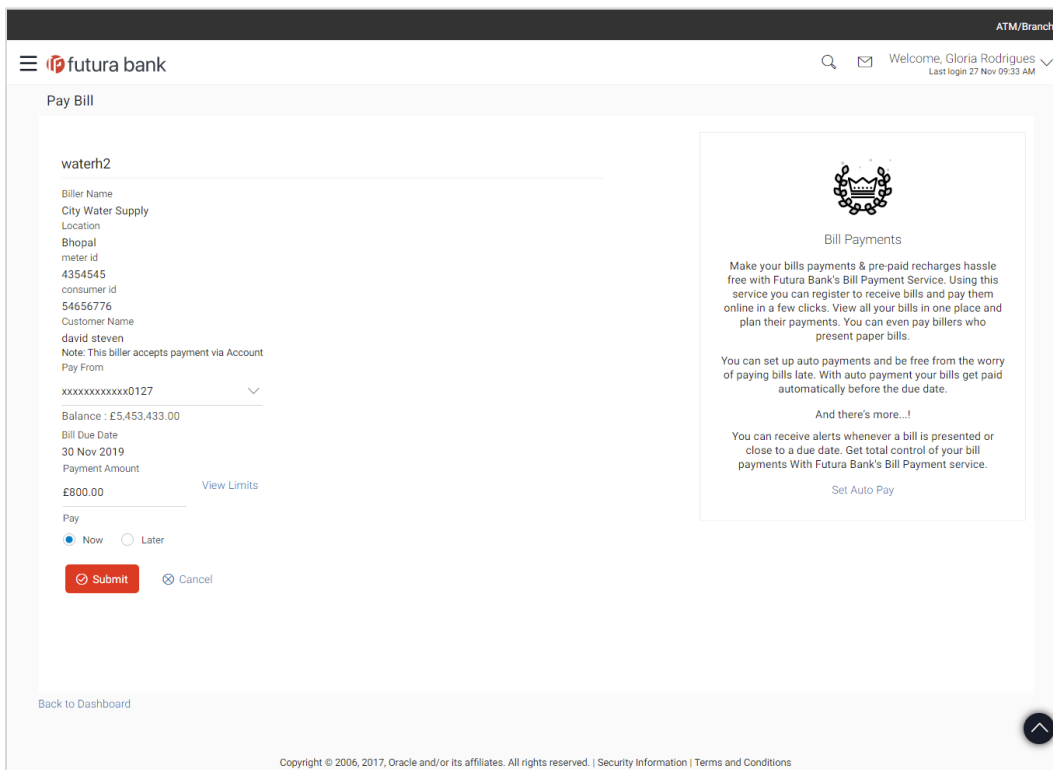 ATM/Branch
futura bank
Welcome, Gloria Rodrigues
Last login 27 Nov 09:33 AM
Pay Bill
waterh2
Biller Name
City Water Supply
Location
Bhopal
meter id
4354545
consumer id
54656776
Customer Name
david steven
Note: This biller accepts payment via Account
Pay From
xxxxxxxxxxxx0127
Balance : £5,453,433.00
Bill Due Date
30 Nov 2019
Payment Amount
£800.00
View Limits
Pay
Now Later
Submit Cancel
Bill Payments
Make your bills payments & pre-paid recharges hassle
free with Futura Bank's Bill Payment Service. Using this
service you can register to receive bills and pay them
online in a few clicks. View all your bills in one place and
plan their payments. You can even pay billers who
present paper bills.
You can set up auto payments and be free from the worry
of paying bills late. With auto payment your bills get paid
automatically before the due date.
And there's more...!
You can receive alerts whenever a bill is presented or
close to a due date. Get total control of your bill
payments With Futura Bank's Bill Payment service.
Set Auto Pay
Back to Dashboard
Copyright © 2006, 2017, Oracle and/or its affiliates. All rights reserved. | Security Information | Terms and Conditions